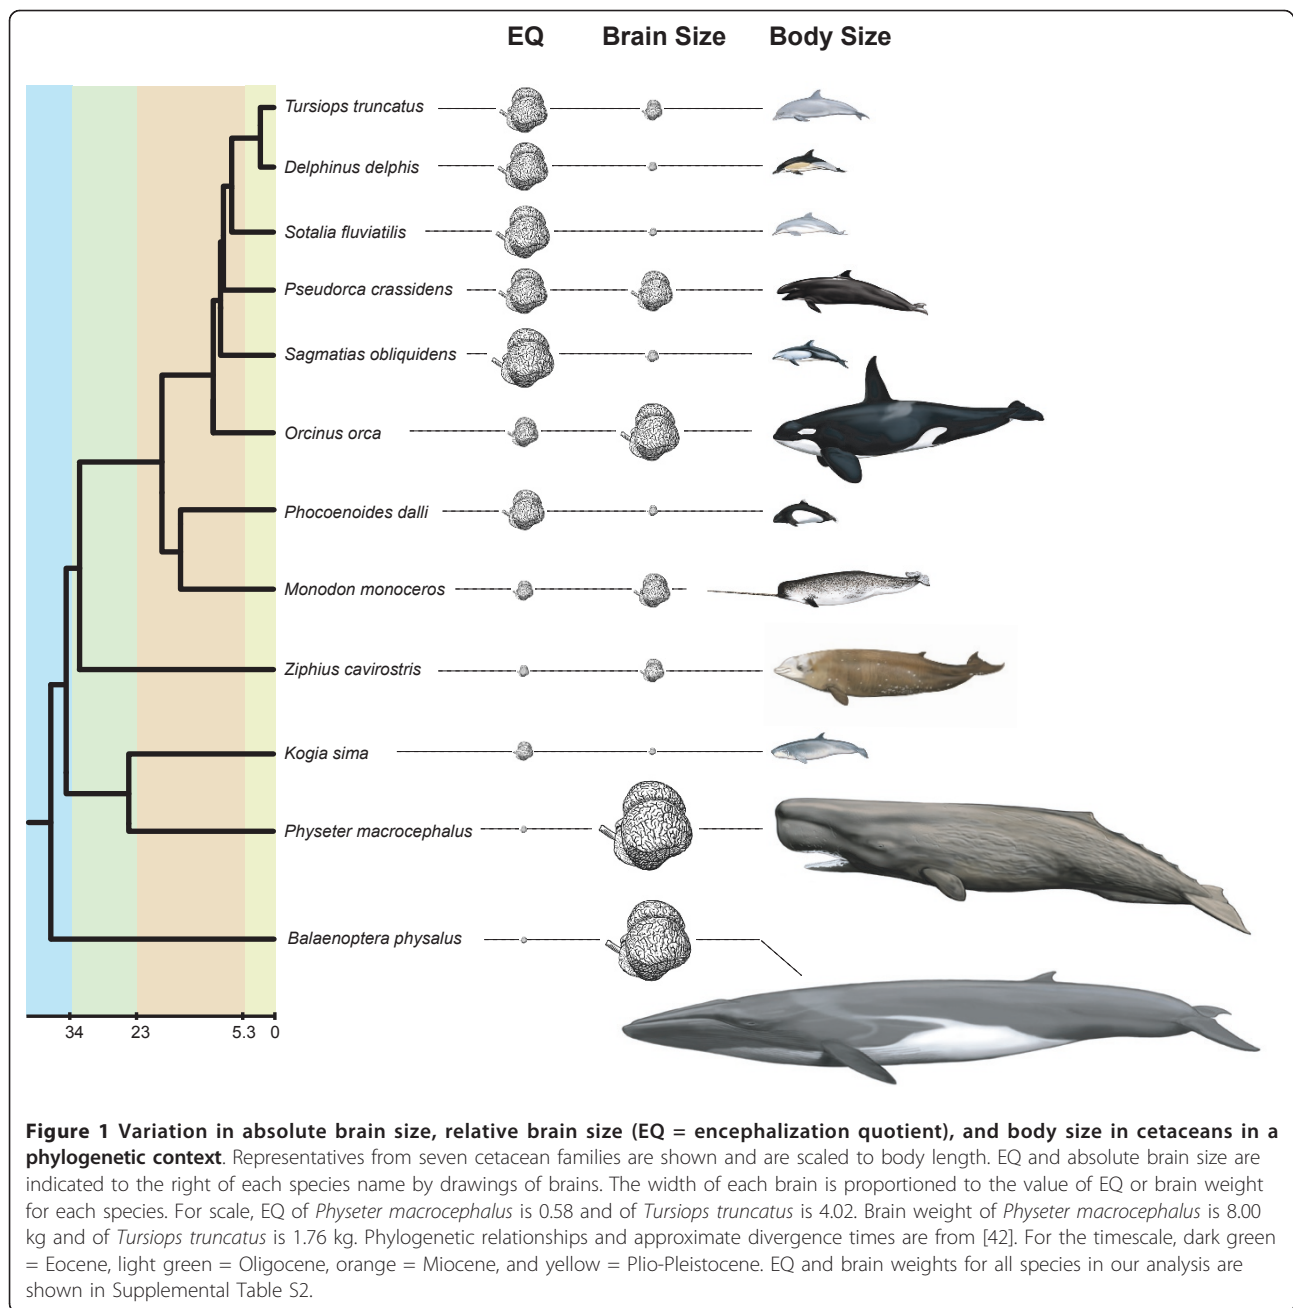 EQ Brain Size Body Size
Tursiops truncatus
Delphinus delphis
Sotalia fluviatilis
Pseudorca crassidens
Sagmatias obliquidens
Orcinus orca
Phocoenoides dalli
Monodon monoceros
Ziphius cavirostris
Kogia sima
Physeter macrocephalus
Balaenoptera physalus
34 23 5.3 0
Figure 1 Variation in absolute brain size, relative brain size (EQ = encephalization quotient), and body size in cetaceans in a
phylogenetic context. Representatives from seven cetacean families are shown and are scaled to body length. EQ and absolute brain size are
indicated to the right of each species name by drawings of brains. The width of each brain is proportioned to the value of EQ or brain weight
for each species. For scale, EQ of Physeter macrocephalus is 0.58 and of Tursiops truncatus is 4.02. Brain weight of Physeter macrocephalus is 8.00
kg and of Tursiops truncatus is 1.76 kg. Phylogenetic relationships and approximate divergence times are from [42]. For the timescale, dark green
= Eocene, light green = Oligocene, orange = Miocene, and yellow = Plio-Pleistocene. EQ and brain weights for all species in our analysis are
shown in Supplemental Table S2.